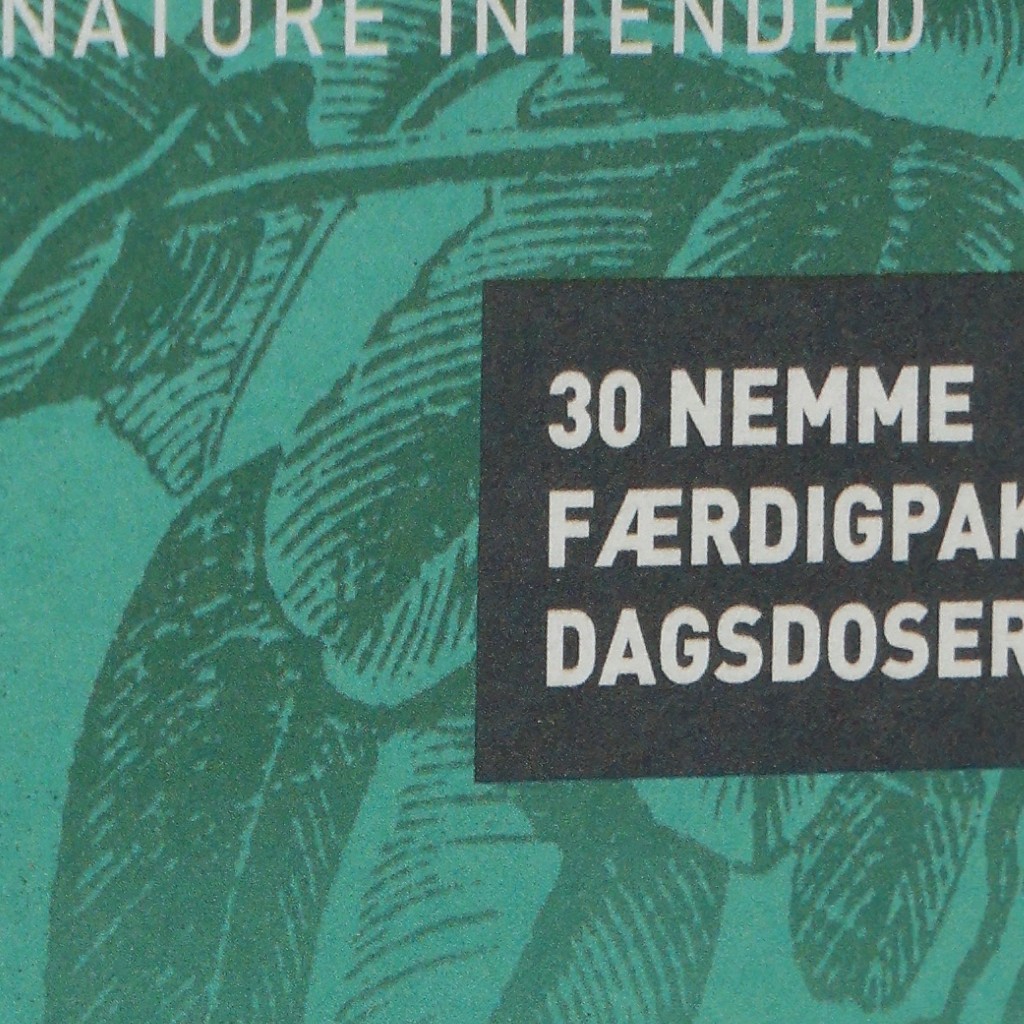 NATURE INTENDED
30 NEMME
FÆRDIGPAK
DAGSDOSER